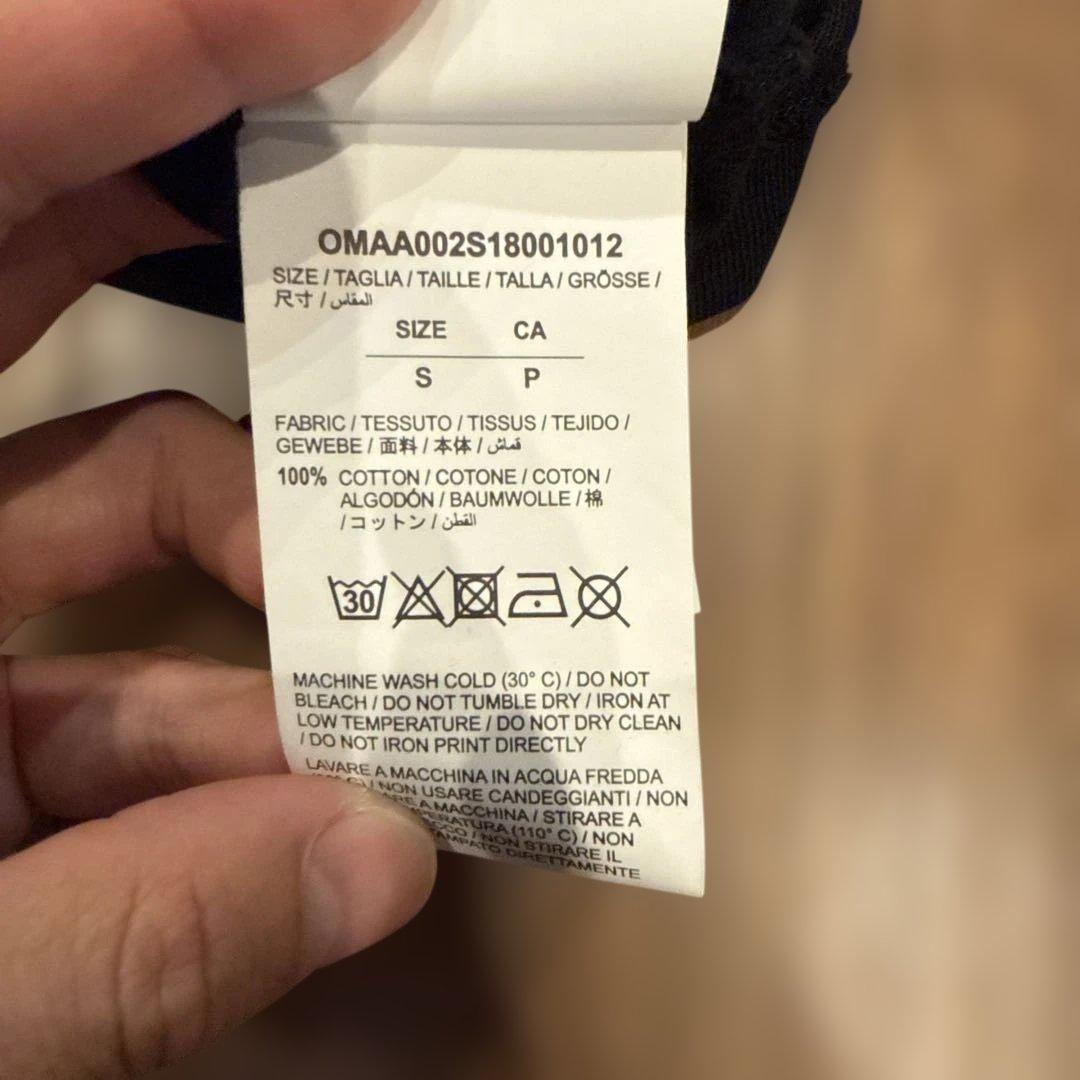 OMAA002S18001012
SIZE / TAGLIA / TAILLE / TALLA / GRÖSSE /
尺寸 / المقاس
SIZE CA
S P
FABRIC / TESSUTO / TISSUS / TEJIDO /
GEWEBE / 面料 / 本体 / قماش
100% COTTON / COTONE / COTON /
ALGODÓN / BAUMWOLLE / 棉
/ コットン / القطن
30
MACHINE WASH COLD (30° C) / DO NOT
BLEACH / DO NOT TUMBLE DRY / IRON AT
LOW TEMPERATURE / DO NOT DRY CLEAN
/ DO NOT IRON PRINT DIRECTLY
LAVARE A MACCHINA IN ACQUA FREDDA
C) / NON USARE CANDEGGIANTI / NON
A MACCHINA / STIRARE A
(110° C) / NON
/ NON STIRARE IL
DIRETTAMENTE